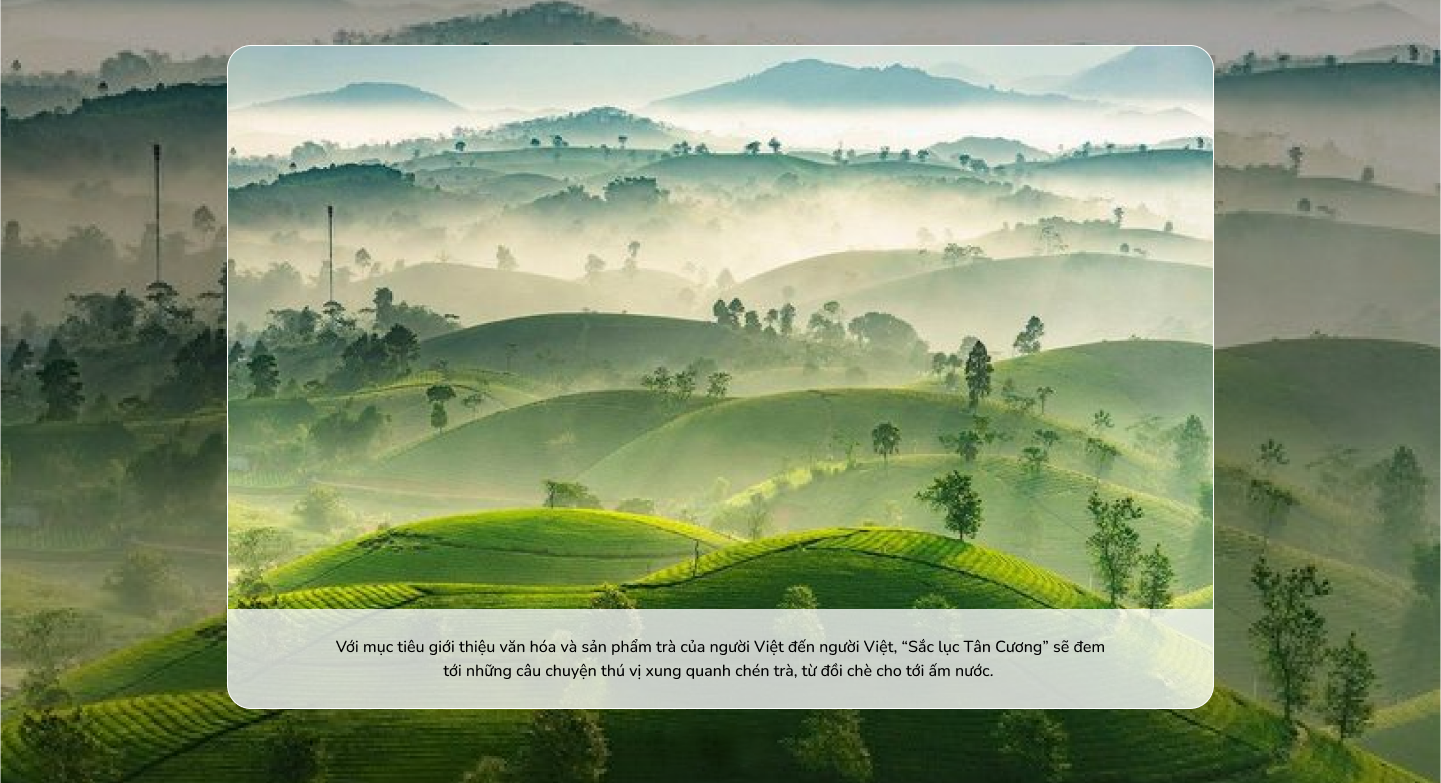 Với mục tiêu giới thiệu văn hóa và sản phẩm trà của người Việt đến người Việt, “Sắc lục Tân Cương” sẽ đem
tới những câu chuyện thú vị xung quanh chén trà, từ đồi chè cho tới ấm nước.